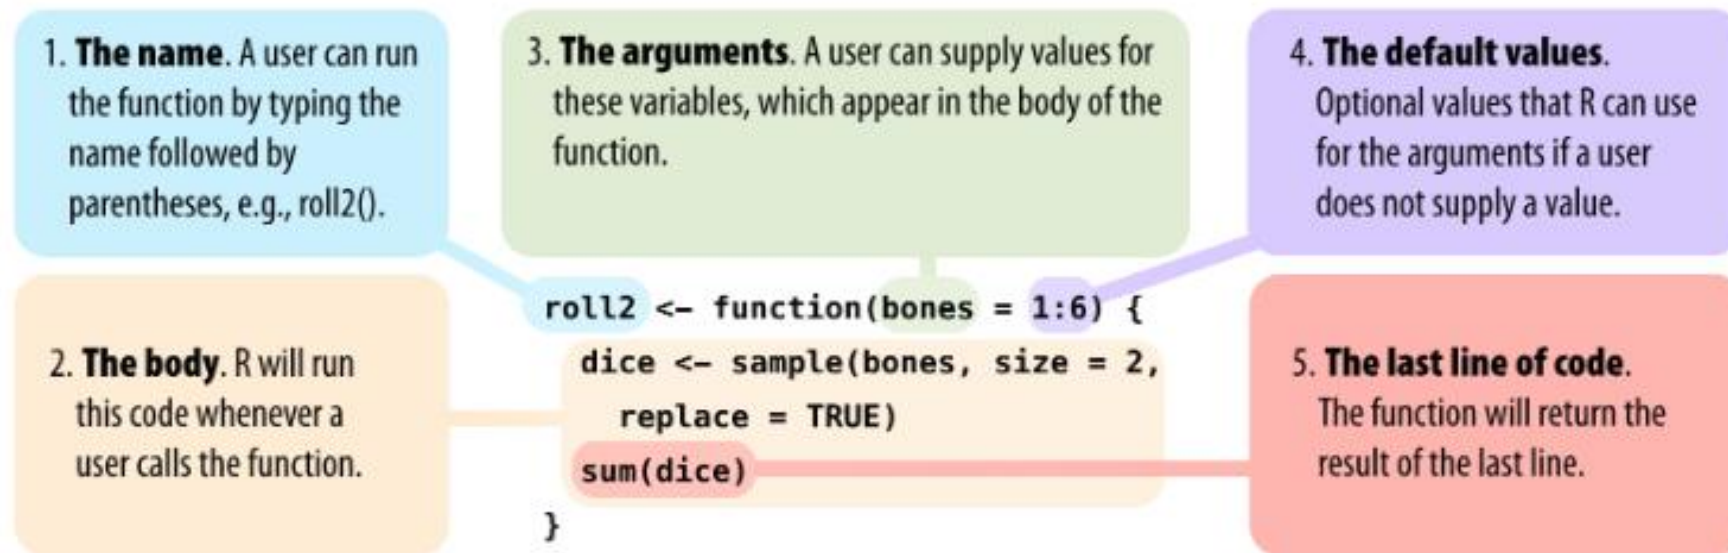 1. The name. A user can run
the function by typing the
name followed by
parentheses, e.g., roll2().
2. The body. R will run
this code whenever a
user calls the function.
3. The arguments. A user can supply values for
these variables, which appear in the body of the
function.
4. The default values.
Optional values that R can use
for the arguments if a user
does not supply a value.
5. The last line of code.
The function will return the
result of the last line.
roll2 <- function(bones = 1:6) {
dice <- sample(bones, size = 2,
replace = TRUE)
sum(dice)
}